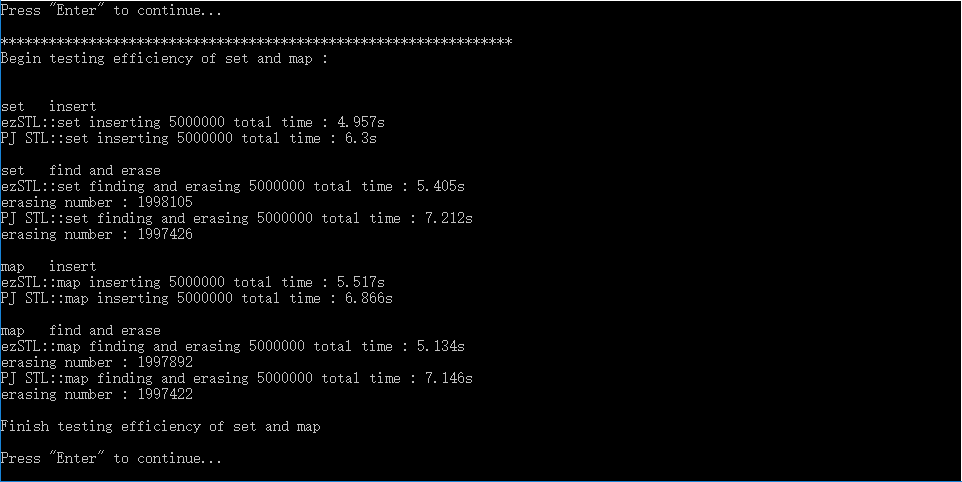 Press "Enter" to continue...
****************************************************************
Begin testing efficiency of set and map :
set   insert
ezSTL::set inserting 5000000 total time : 4.957s
PJ STL::set inserting 5000000 total time : 6.3s
set   find and erase
ezSTL::set finding and erasing 5000000 total time : 5.405s
erasing number : 1998105
PJ STL::set finding and erasing 5000000 total time : 7.212s
erasing number : 1997426
map   insert
ezSTL::map inserting 5000000 total time : 5.517s
PJ STL::map inserting 5000000 total time : 6.866s
map   find and erase
ezSTL::map finding and erasing 5000000 total time : 5.134s
erasing number : 1997892
PJ STL::map finding and erasing 5000000 total time : 7.146s
erasing number : 1997422
Finish testing efficiency of set and map
Press "Enter" to continue...